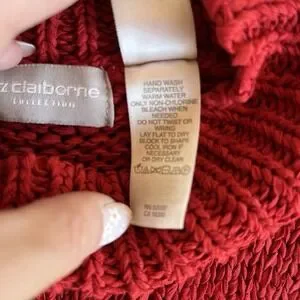 z claiborne
COLLECTION
HAND WASH
SEPARATELY
WARM WATER
ONLY NON-CHLORINE
BLEACH WHEN
NEEDED
DO NOT TWIST OR
WRING
LAY FLAT TO DRY
BLOCK TO SHAPE
COOL IRON IF
NECESSARY
OR DRY CLEAN